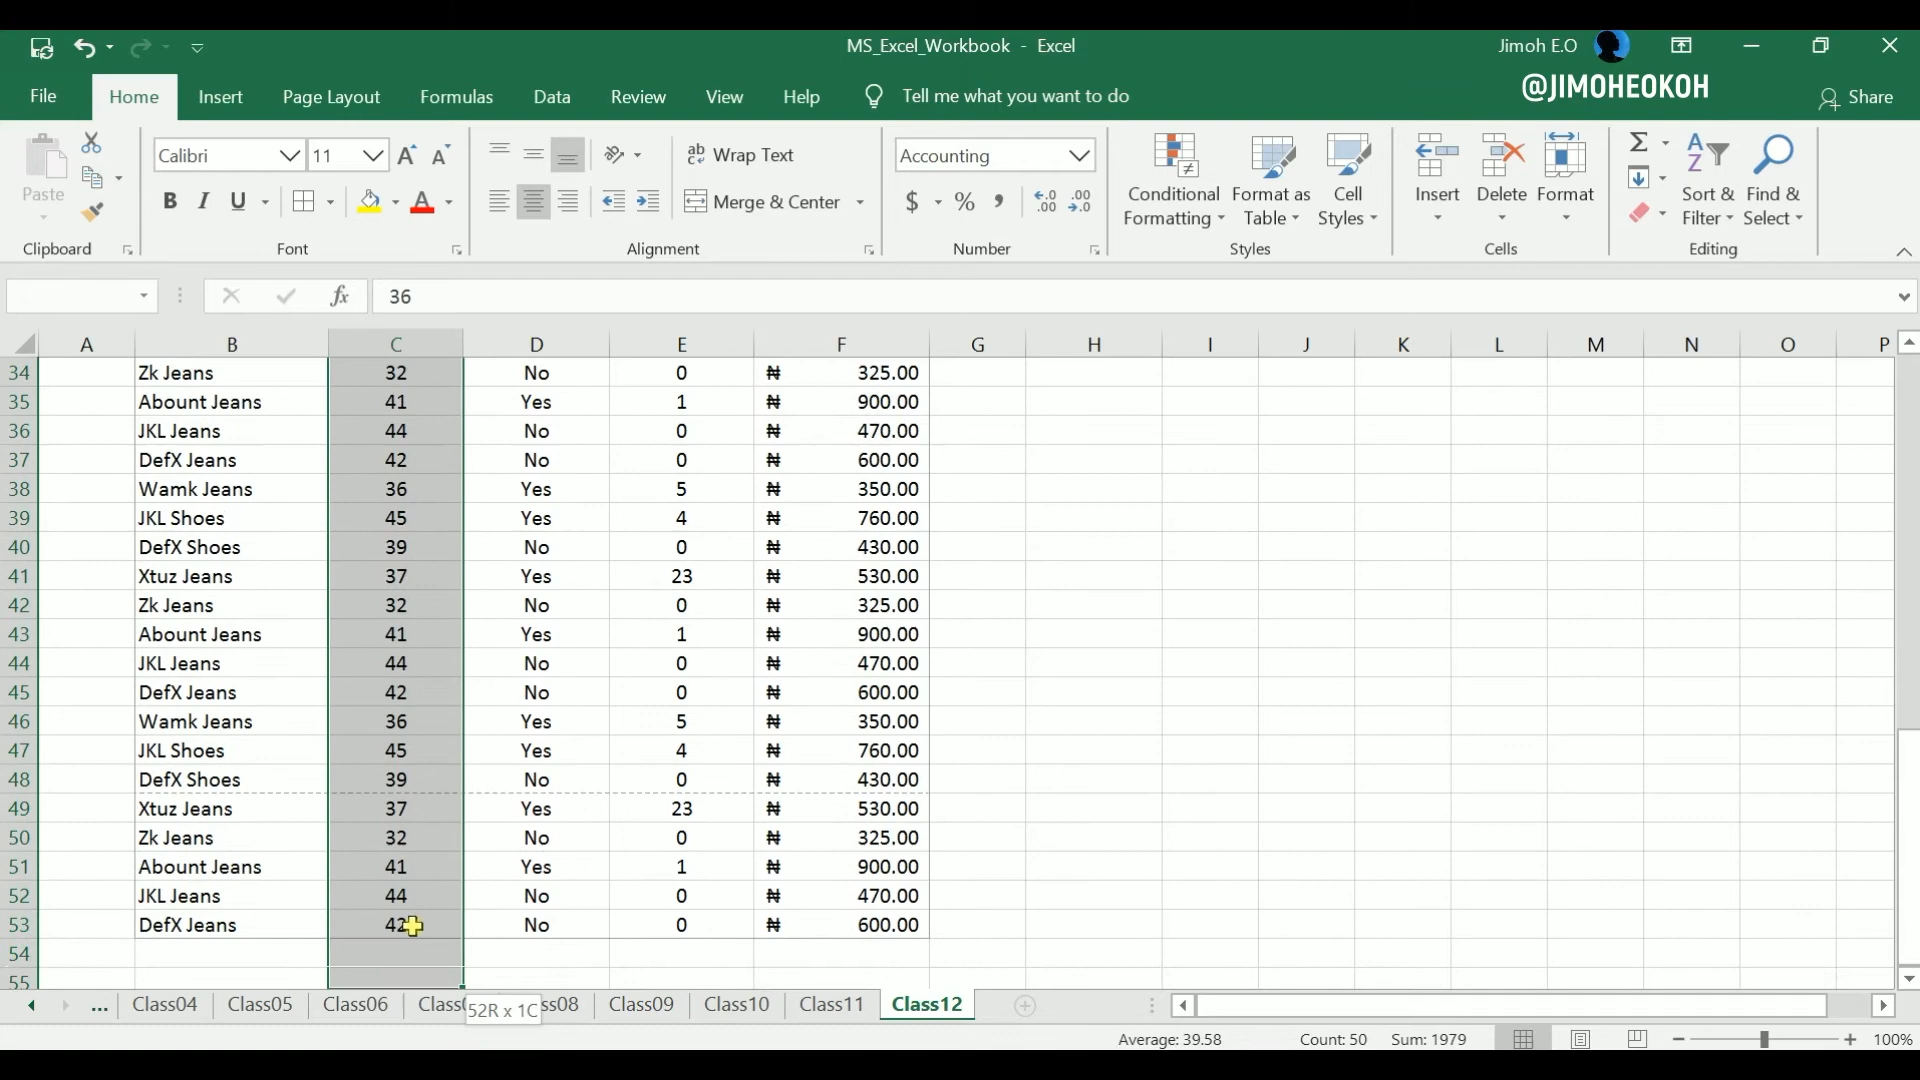 MS_Excel_Workbook - Excel
Jimoh E.O
@JIMOHEOKOH
File Home Insert Page Layout Formulas Data Review View Help Tell me what you want to do Share
Paste
Clipboard
Calibri 11
B I U
Font
Wrap Text
Merge & Center
Alignment
Accounting
$ % ,
Number
Conditional Formatting
Format as Table
Cell Styles
Styles
Insert Delete Format
Cells
Sort & Filter
Find & Select
Editing
fx 36
A B C D E F G H I J K L M N O P
34 Zk Jeans 32 No 0 ₦ 325.00
35 Abount Jeans 41 Yes 1 ₦ 900.00
36 JKL Jeans 44 No 0 ₦ 470.00
37 DefX Jeans 42 No 0 ₦ 600.00
38 Wamk Jeans 36 Yes 5 ₦ 350.00
39 JKL Shoes 45 Yes 4 ₦ 760.00
40 DefX Shoes 39 No 0 ₦ 430.00
41 Xtuz Jeans 37 Yes 23 ₦ 530.00
42 Zk Jeans 32 No 0 ₦ 325.00
43 Abount Jeans 41 Yes 1 ₦ 900.00
44 JKL Jeans 44 No 0 ₦ 470.00
45 DefX Jeans 42 No 0 ₦ 600.00
46 Wamk Jeans 36 Yes 5 ₦ 350.00
47 JKL Shoes 45 Yes 4 ₦ 760.00
48 DefX Shoes 39 No 0 ₦ 430.00
49 Xtuz Jeans 37 Yes 23 ₦ 530.00
50 Zk Jeans 32 No 0 ₦ 325.00
51 Abount Jeans 41 Yes 1 ₦ 900.00
52 JKL Jeans 44 No 0 ₦ 470.00
53 DefX Jeans 42 No 0 ₦ 600.00
54
55
... Class04 Class05 Class06 52R x 1C Class09 Class10 Class11 Class12
Average: 39.58 Count: 50 Sum: 1979 100%